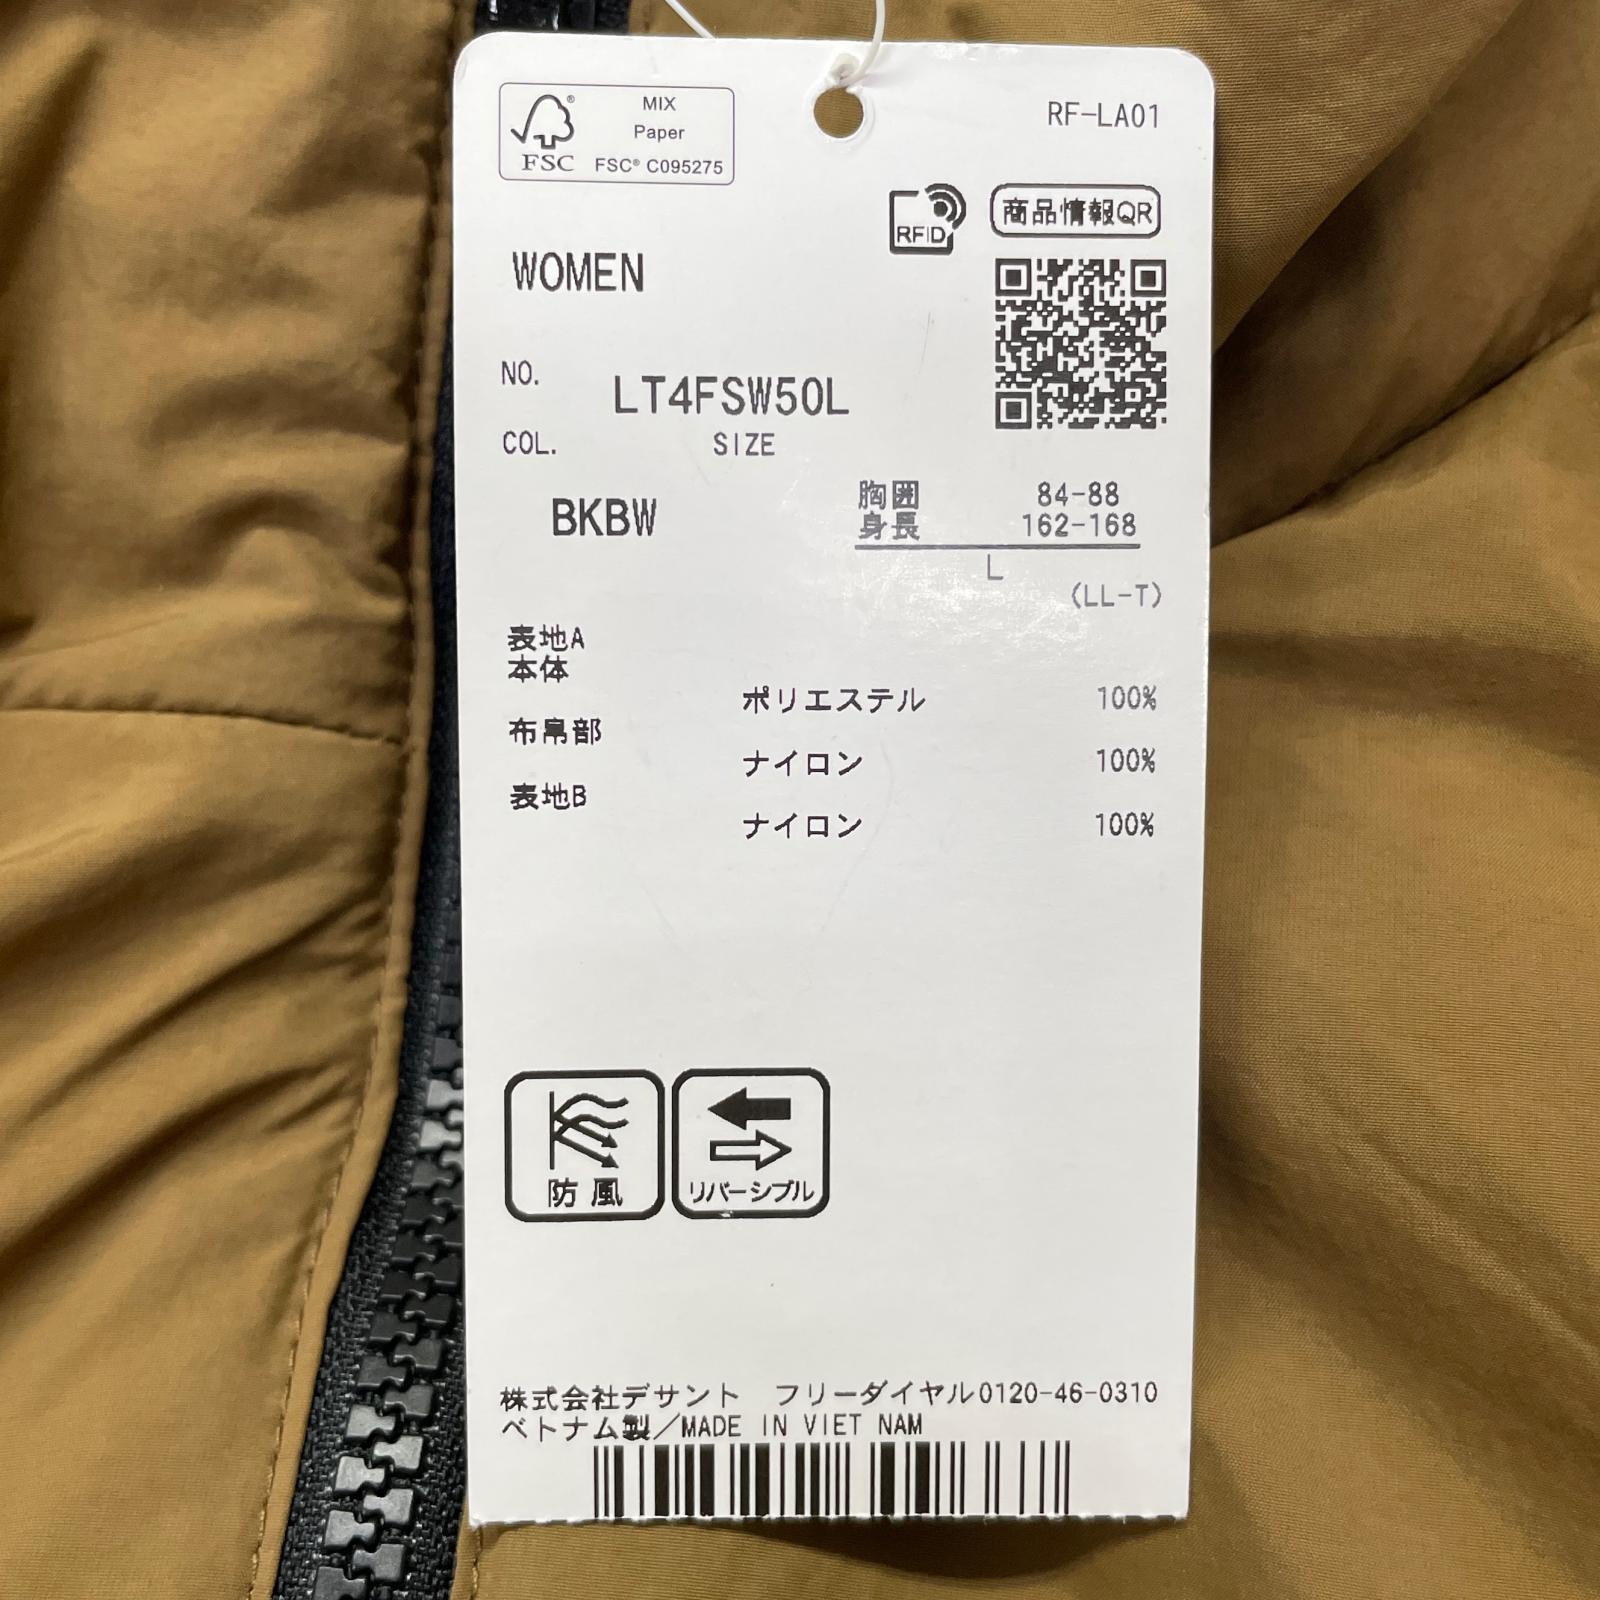 MIX
Paper
FSC® C095275
FSC
RF-LA01
RFID
商品情報QR
WOMEN
NO.
LT4FSW50L
COL.
SIZE
BKBW
胸囲 84-88
身長 162-168
L
(LL-T)
表地A
本体
ポリエステル 100%
布帛部
ナイロン 100%
表地B
ナイロン 100%
防風
リバーシブル
株式会社デサント フリーダイヤル0120-46-0310
ベトナム製/MADE IN VIET NAM